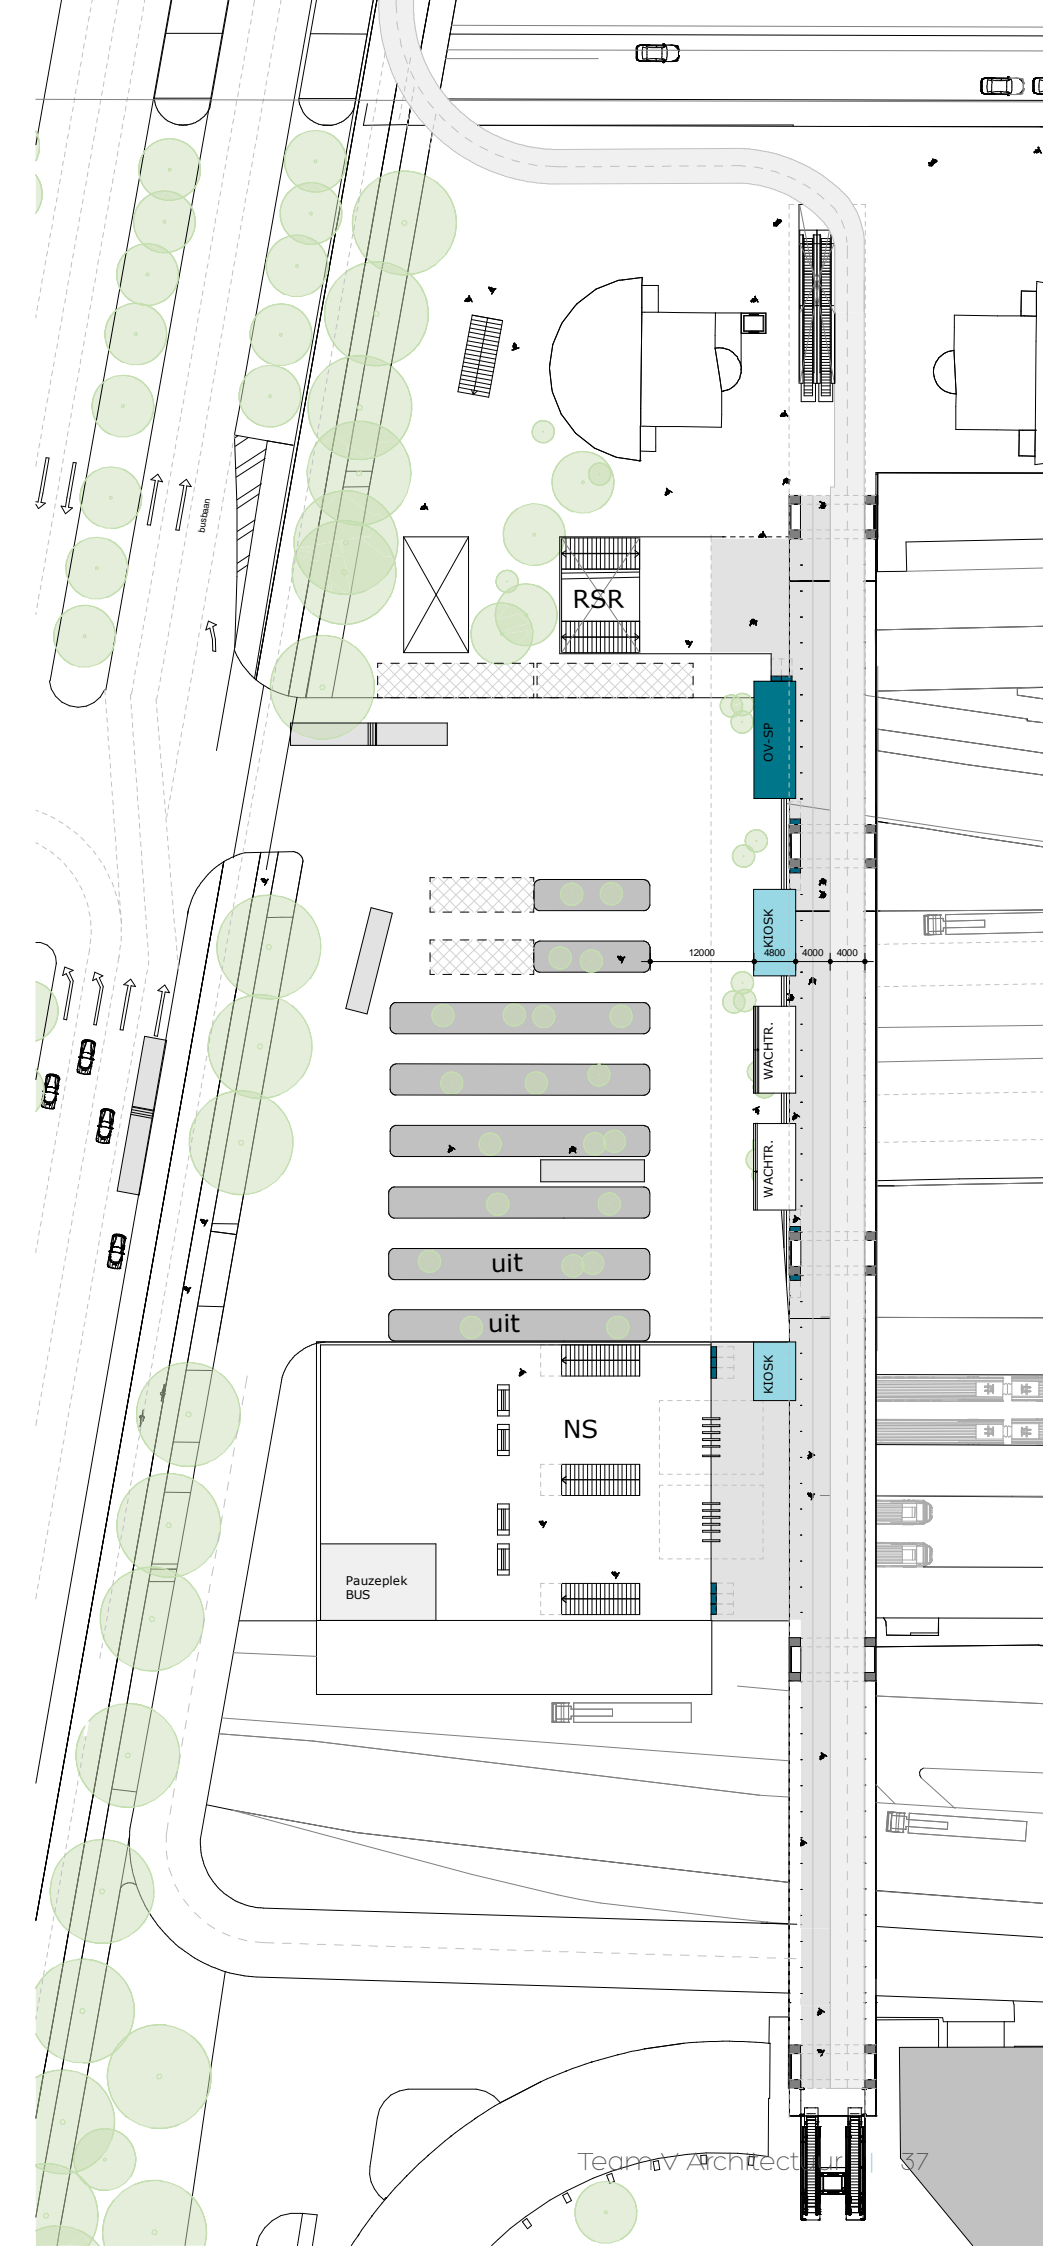 busbaan
RSR
OV-SP
KIOSK
12000
4800
4000
4000
WACHTR.
WACHTR.
uit
uit
KIOSK
NS
Pauzeplek
BUS
Team V Architectuur | 37